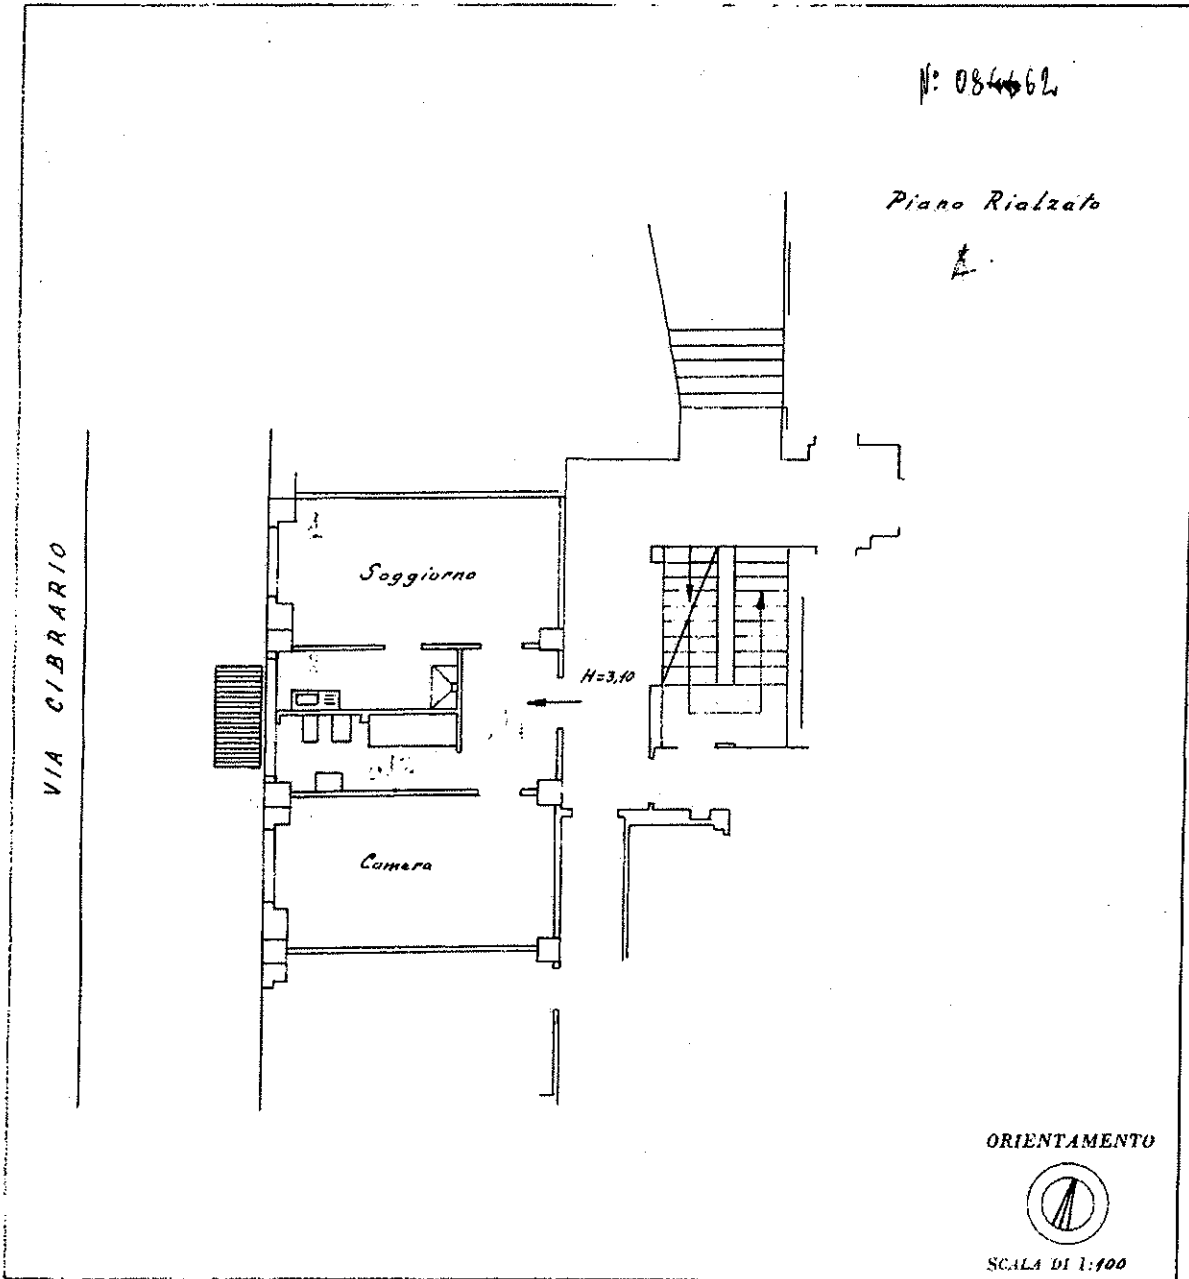 Piano Rialzato
VIA CIBRARIO
Soggiorno
H=3,10
Camera
ORIENTAMENTO
SCALA DI 1:100